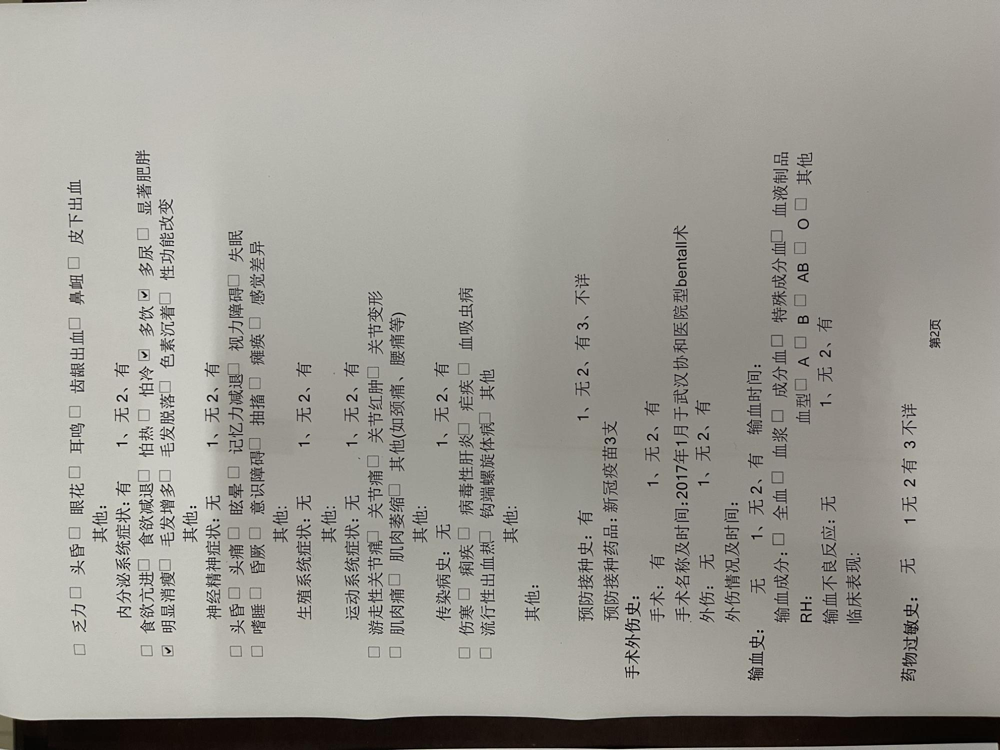 □ 乏力□ 头昏□ 眼花□ 耳鸣□ 齿龈出血□ 鼻衄□ 皮下出血
其他:
内分泌系统症状:有 1、无 2、有
□ 食欲亢进□ 食欲减退□ 怕热□ 怕冷☑ 多饮☑ 多尿□ 显著肥胖
☑ 明显消瘦□ 毛发增多□ 毛发脱落□ 色素沉着□ 性功能改变
其他:
神经精神症状:无 1、无 2、有
□ 头昏□ 头痛□ 眩晕□ 记忆力减退□ 视力障碍□ 失眠
□ 嗜睡□ 昏厥□ 意识障碍□ 抽搐□ 瘫痪□ 感觉差异
其他:
生殖系统症状:无 1、无 2、有
其他:
运动系统症状:无 1、无 2、有
□ 游走性关节痛□ 关节痛□ 关节红肿□ 关节变形
□ 肌肉痛□ 肌肉萎缩□ 其他(如颈痛、腰痛等)
其他:
传染病史:无 1、无 2、有
□ 伤寒□ 痢疾□ 病毒性肝炎□ 疟疾□ 血吸虫病
□ 流行性出血热□ 钩端螺旋体病□ 其他
其他:
其他:
预防接种史:有 1、无 2、有 3、不详
预防接种药品:新冠疫苗3支
手术外伤史:
手术: 有 1、无 2、有
手术名称及时间:2017年1月于武汉协和医院型bentall术
外伤: 无 1、无 2、有
外伤情况及时间:
输血史: 无 1、无 2、有 输血时间:
输血成分:□ 全血□ 血浆□ 成分血□ 特殊成分血□ 血液制品
RH: 血型□ A□ B□ AB□ O□ 其他
输血不良反应:无 1、无 2、有
临床表现:
药物过敏史: 无 1无 2有 3不详
第2页